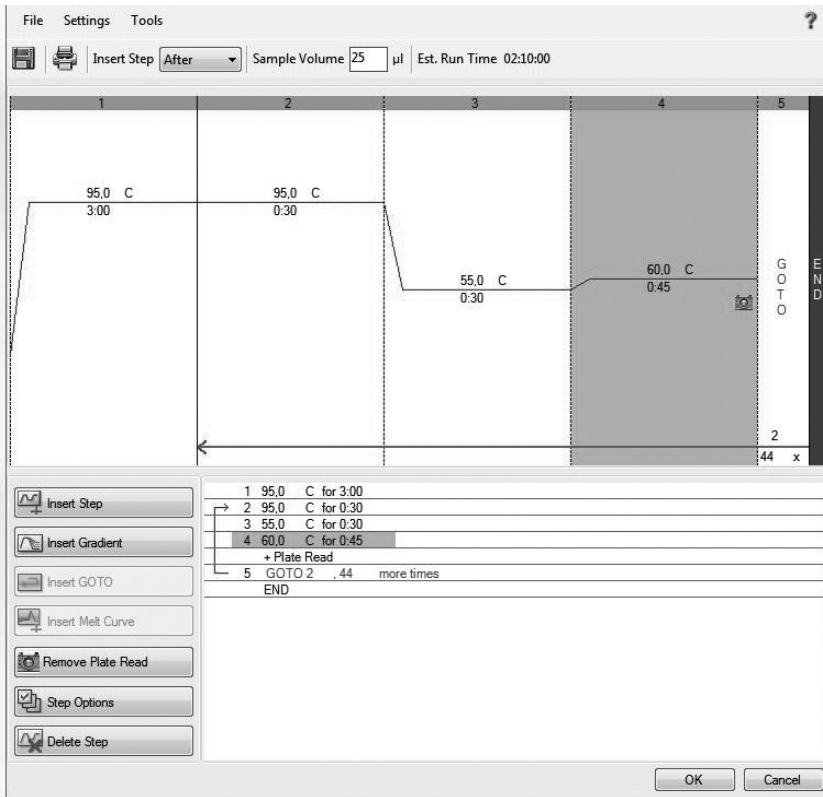 File Settings Tools ?
Insert Step After Sample Volume 25 µl Est. Run Time 02:10:00
1 2 3 4 5
95,0 C 95,0 C
3:00 0:30
55,0 C 60,0 C
0:30 0:45
GOTO
END
2
44 x
Insert Step
Insert Gradient
Insert GOTO
Insert Melt Curve
Remove Plate Read
Step Options
Delete Step
1 95,0 C for 3:00
2 95,0 C for 0:30
3 55,0 C for 0:30
4 60,0 C for 0:45
+ Plate Read
5 GOTO 2 , 44 more times
END
OK Cancel